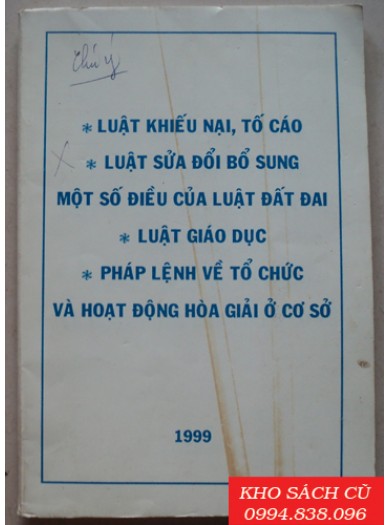 Chú ý
* LUẬT KHIẾU NẠI, TỐ CÁO
* LUẬT SỬA ĐỔI BỔ SUNG
MỘT SỐ ĐIỀU CỦA LUẬT ĐẤT ĐAI
* LUẬT GIÁO DỤC
* PHÁP LỆNH VỀ TỔ CHỨC
VÀ HOẠT ĐỘNG HÒA GIẢI Ở CƠ SỞ
1999
KHO SÁCH CŨ
0994.838.096